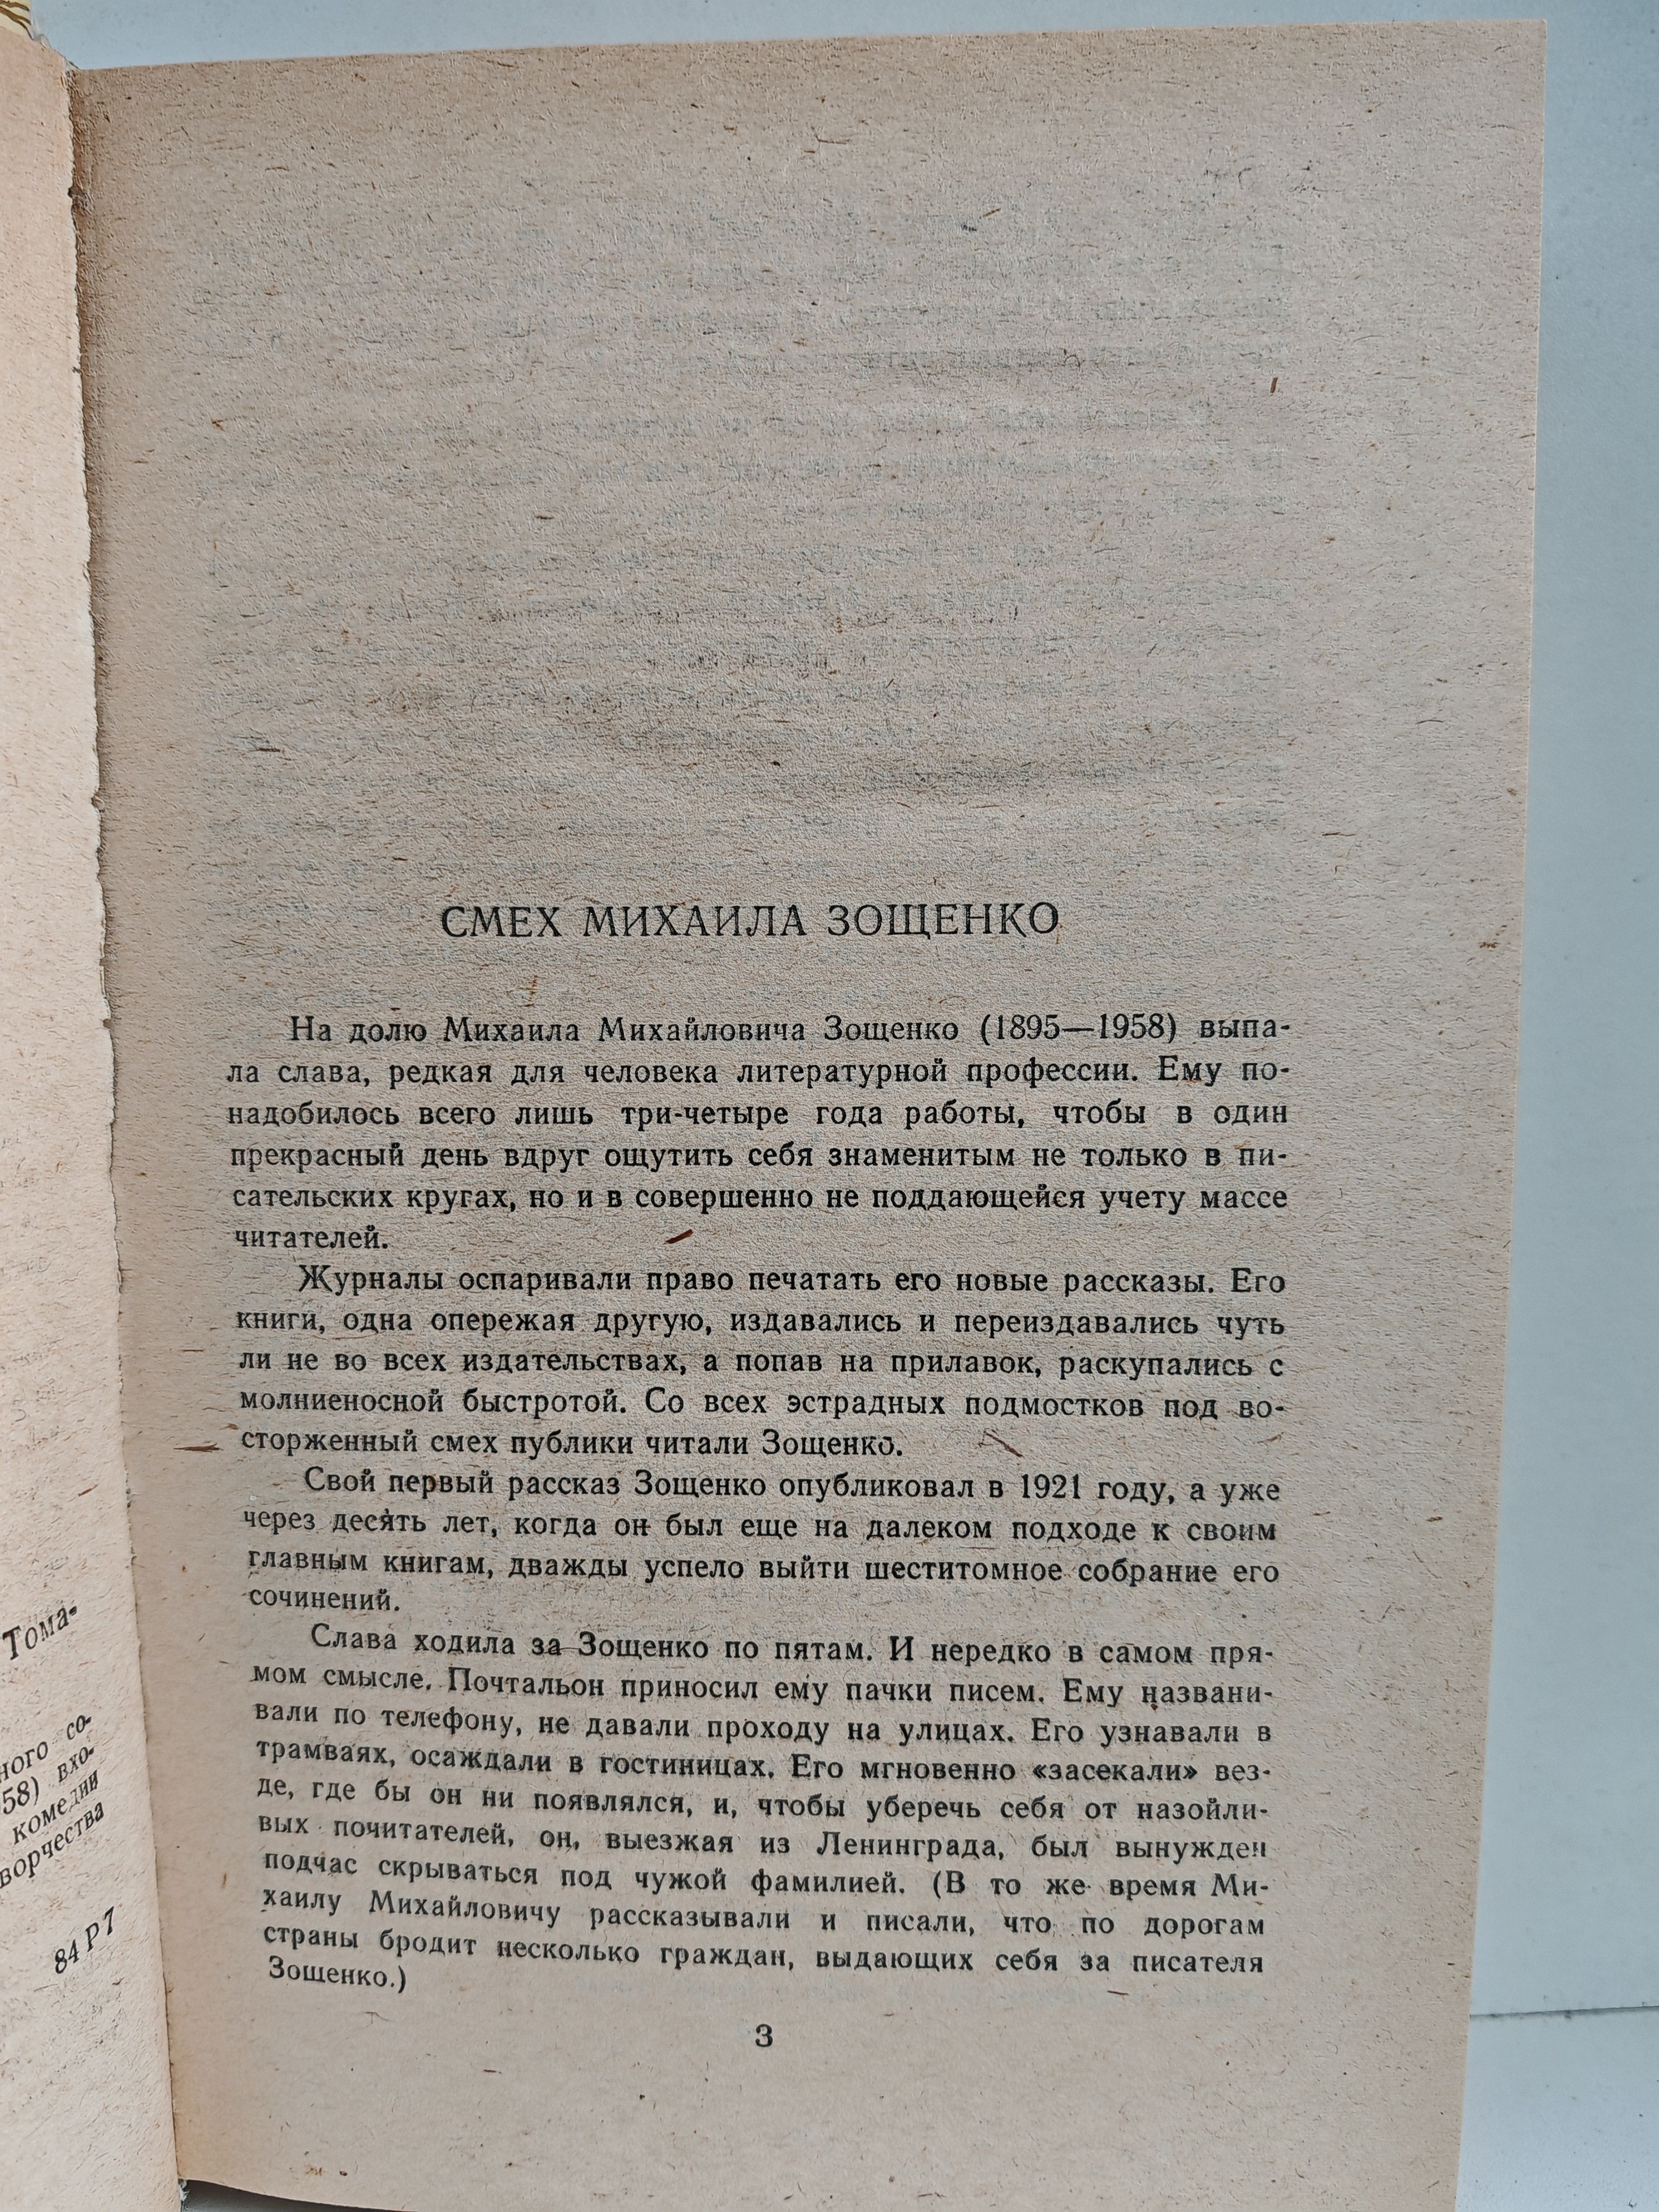 Тома-
ного со-
58) вхо-
комедии
ворчества
84 Р7
СМЕХ МИХАИЛА ЗОЩЕНКО
На долю Михаила Михайловича Зощенко (1895—1958) выпа-
ла слава, редкая для человека литературной профессии. Ему по-
надобилось всего лишь три-четыре года работы, чтобы в один
прекрасный день вдруг ощутить себя знаменитым не только в пи-
сательских кругах, но и в совершенно не поддающейся учету массе
читателей.
Журналы оспаривали право печатать его новые рассказы. Его
книги, одна опережая другую, издавались и переиздавались чуть
ли не во всех издательствах, а попав на прилавок, раскупались с
молниеносной быстротой. Со всех эстрадных подмостков под во-
сторженный смех публики читали Зощенко.
Свой первый рассказ Зощенко опубликовал в 1921 году, а уже
через десять лет, когда он был еще на далеком подходе к своим
главным книгам, дважды успело выйти шеститомное собрание его
сочинений.
Слава ходила за Зощенко по пятам. И нередко в самом пря-
мом смысле. Почтальон приносил ему пачки писем. Ему названи-
вали по телефону, не давали проходу на улицах. Его узнавали в
трамваях, осаждали в гостиницах. Его мгновенно «засекали» вез-
де, где бы он ни появлялся, и, чтобы уберечь себя от назойли-
вых почитателей, он, выезжая из Ленинграда, был вынужден
подчас скрываться под чужой фамилией. (В то же время Ми-
хаилу Михайловичу рассказывали и писали, что по дорогам
страны бродит несколько граждан, выдающих себя за писателя
Зощенко.)
3